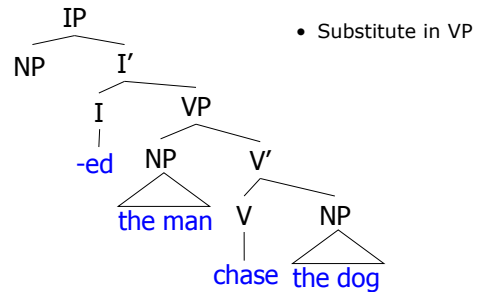 IP
• Substitute in VP
NP I'
I VP
-ed NP V'
the man V NP
chase the dog